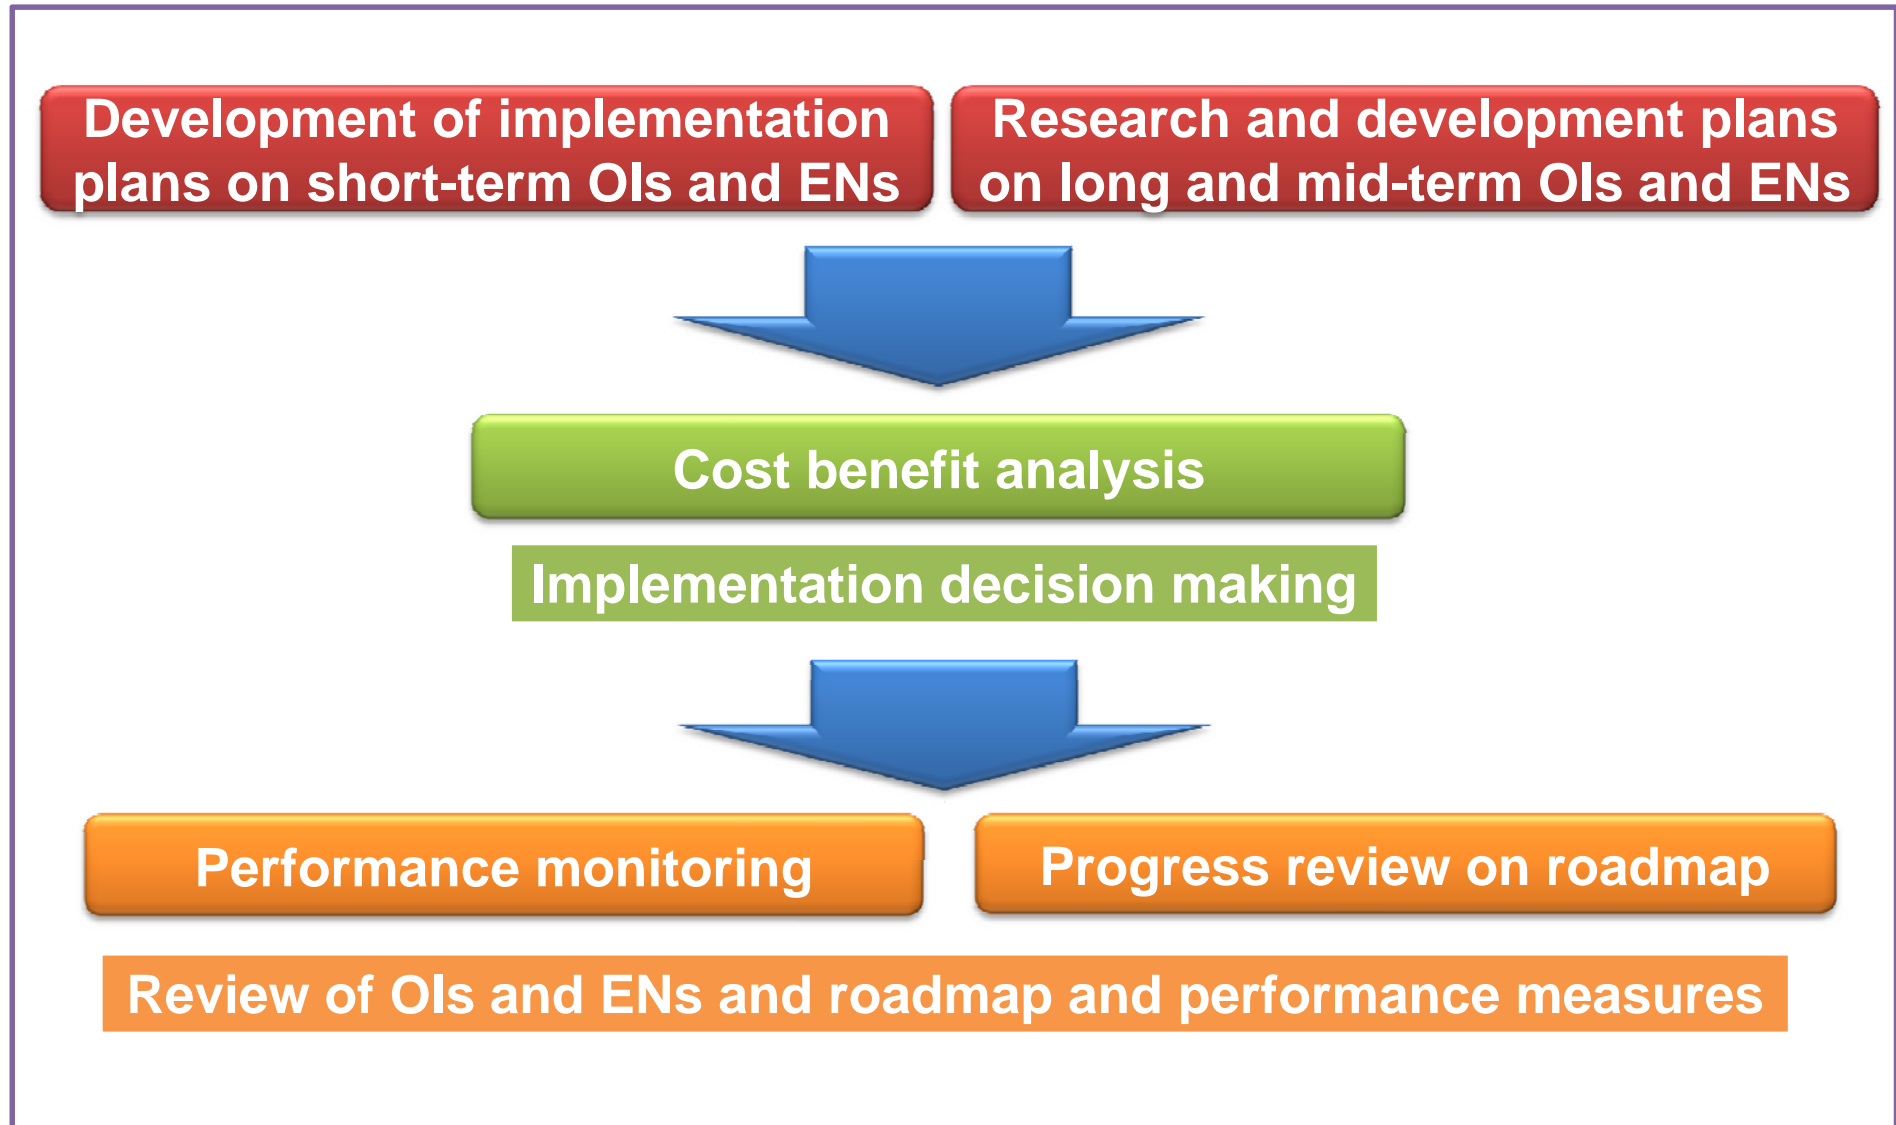 Development of implementation
plans on short-term OIs and ENs
Research and development plans
on long and mid-term OIs and ENs
Cost benefit analysis
Implementation decision making
Performance monitoring
Progress review on roadmap
Review of OIs and ENs and roadmap and performance measures